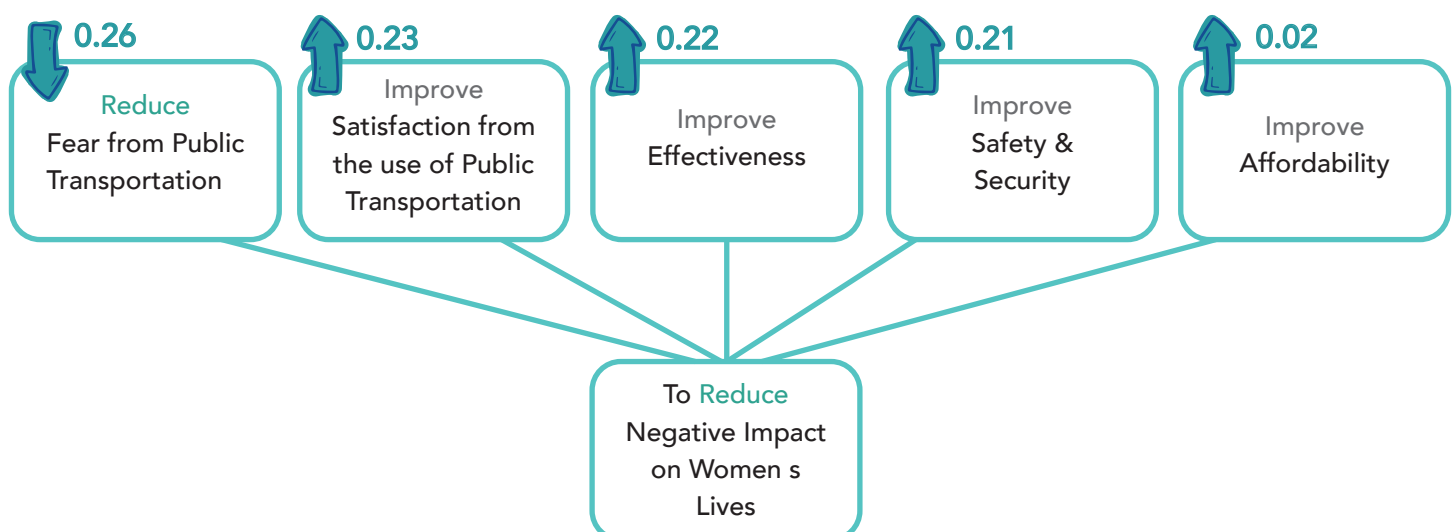 0.26
Reduce
Fear from Public
Transportation
0.23
Improve
Satisfaction from
the use of Public
Transportation
0.22
Improve
Effectiveness
0.21
Improve
Safety &
Security
0.02
Improve
Affordability
To Reduce
Negative Impact
on Women s
Lives